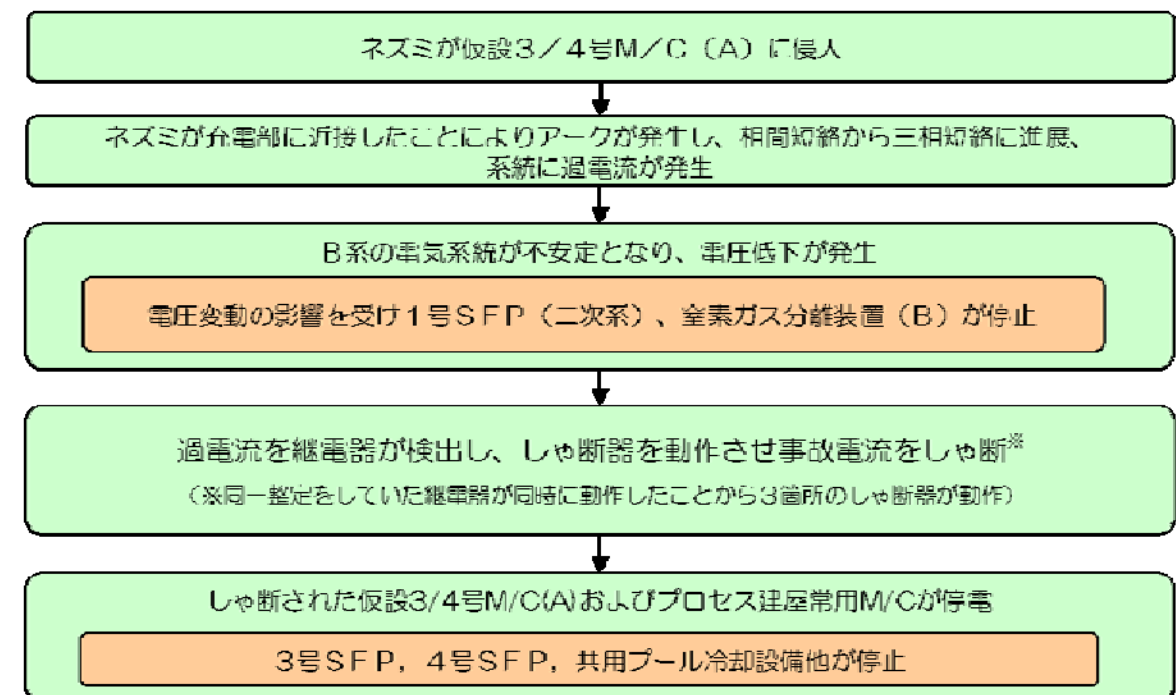 ネズミが仮設3／4号M／C（A）に侵入
ネズミが充電部に近接したことによりアークが発生し、相間短絡から三相短絡に進展、
系統に過電流が発生
B系の電気系統が不安定となり、電圧低下が発生
電圧変動の影響を受け1号SFP（二次系）、窒素ガス分離装置（B）が停止
過電流を継電器が検出し、しゃ断器を動作させ事故電流をしゃ断※
（※同一整定をしていた継電器が同時に動作したことから3箇所のしゃ断器が動作）
しゃ断された仮設3/4号M/C(A)およびプロセス建屋常用M/Cが停電
3号SFP，4号SFP，共用プール冷却設備他が停止